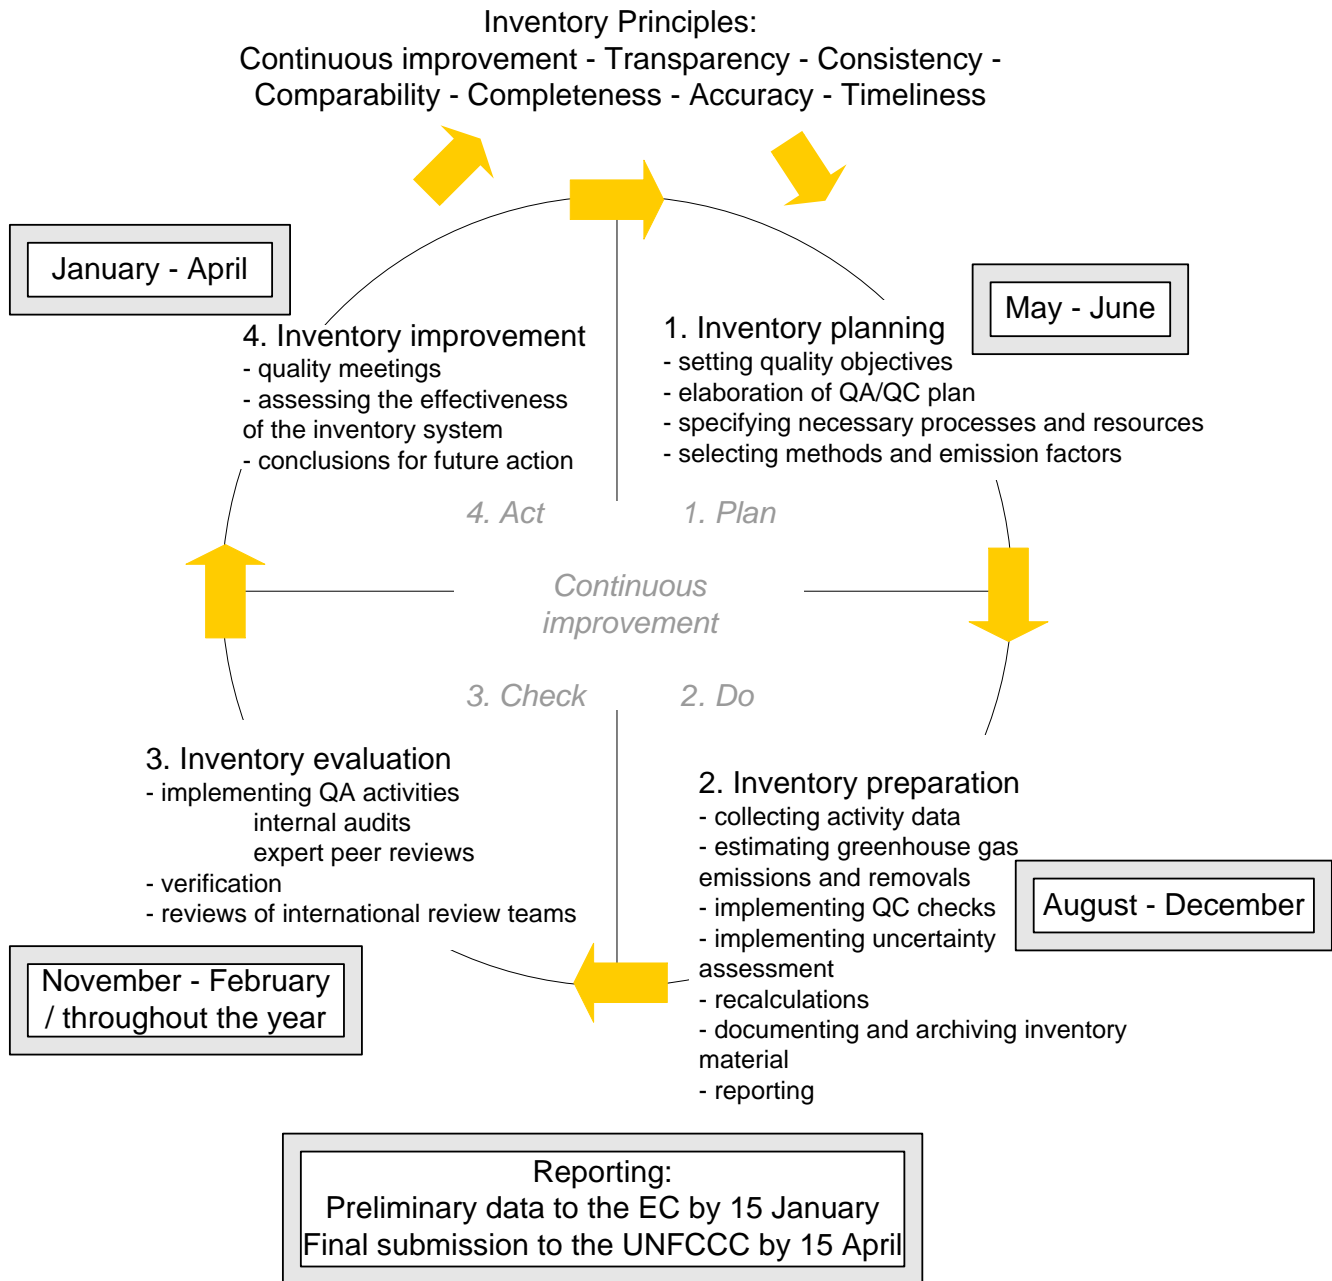 Inventory Principles:
Continuous improvement - Transparency - Consistency -
Comparability - Completeness - Accuracy - Timeliness
January - April
May - June
4. Inventory improvement
- quality meetings
- assessing the effectiveness
of the inventory system
- conclusions for future action
1. Inventory planning
- setting quality objectives
- elaboration of QA/QC plan
- specifying necessary processes and resources
- selecting methods and emission factors
4. Act
1. Plan
Continuous
improvement
3. Check
2. Do
3. Inventory evaluation
- implementing QA activities
internal audits
expert peer reviews
- verification
- reviews of international review teams
2. Inventory preparation
- collecting activity data
- estimating greenhouse gas
emissions and removals
- implementing QC checks
- implementing uncertainty
assessment
- recalculations
- documenting and archiving inventory
material
- reporting
August - December
November - February
/ throughout the year
Reporting:
Preliminary data to the EC by 15 January
Final submission to the UNFCCC by 15 April